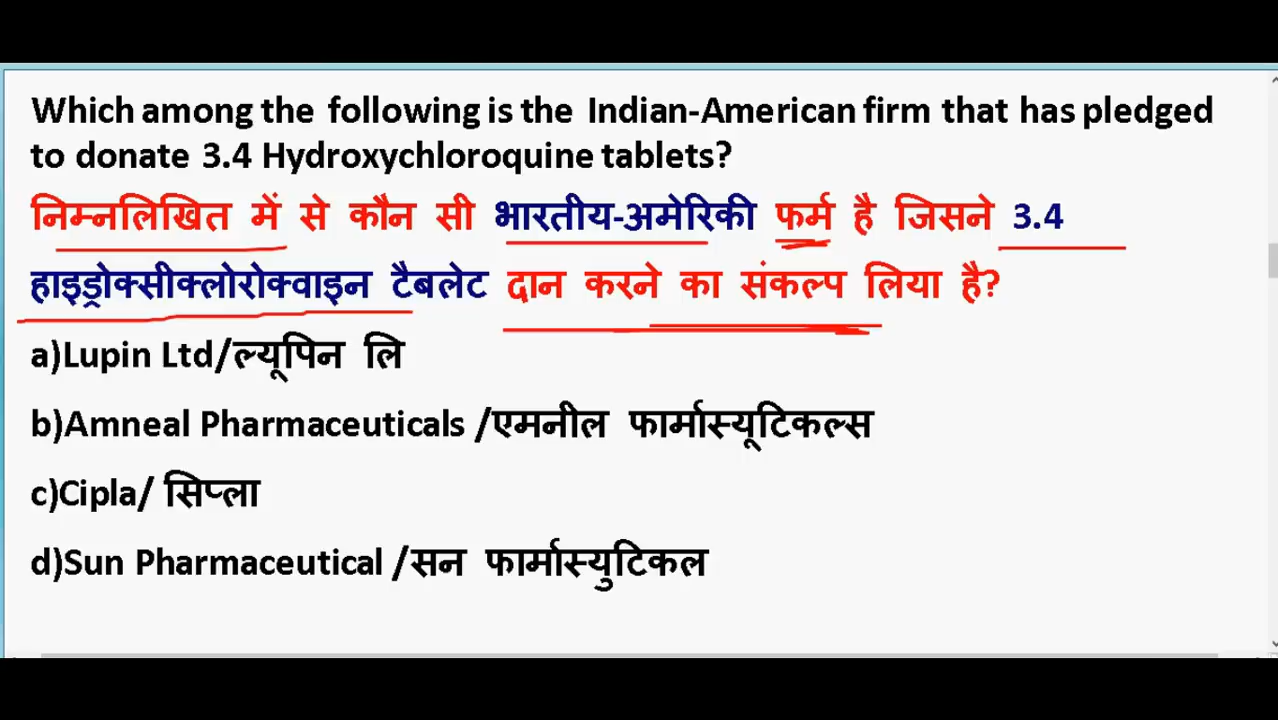 Which among the following is the Indian-American firm that has pledged
to donate 3.4 Hydroxychloroquine tablets?
निम्नलिखित में से कौन सी भारतीय-अमेरिकी फर्म है जिसने 3.4
हाइड्रोक्सीक्लोरोक्वाइन टैबलेट दान करने का संकल्प लिया है?
a)Lupin Ltd/ल्यूपिन लि
b)Amneal Pharmaceuticals /एमनील फार्मास्यूटिकल्स
c)Cipla/ सिप्ला
d)Sun Pharmaceutical /सन फार्मास्युटिकल